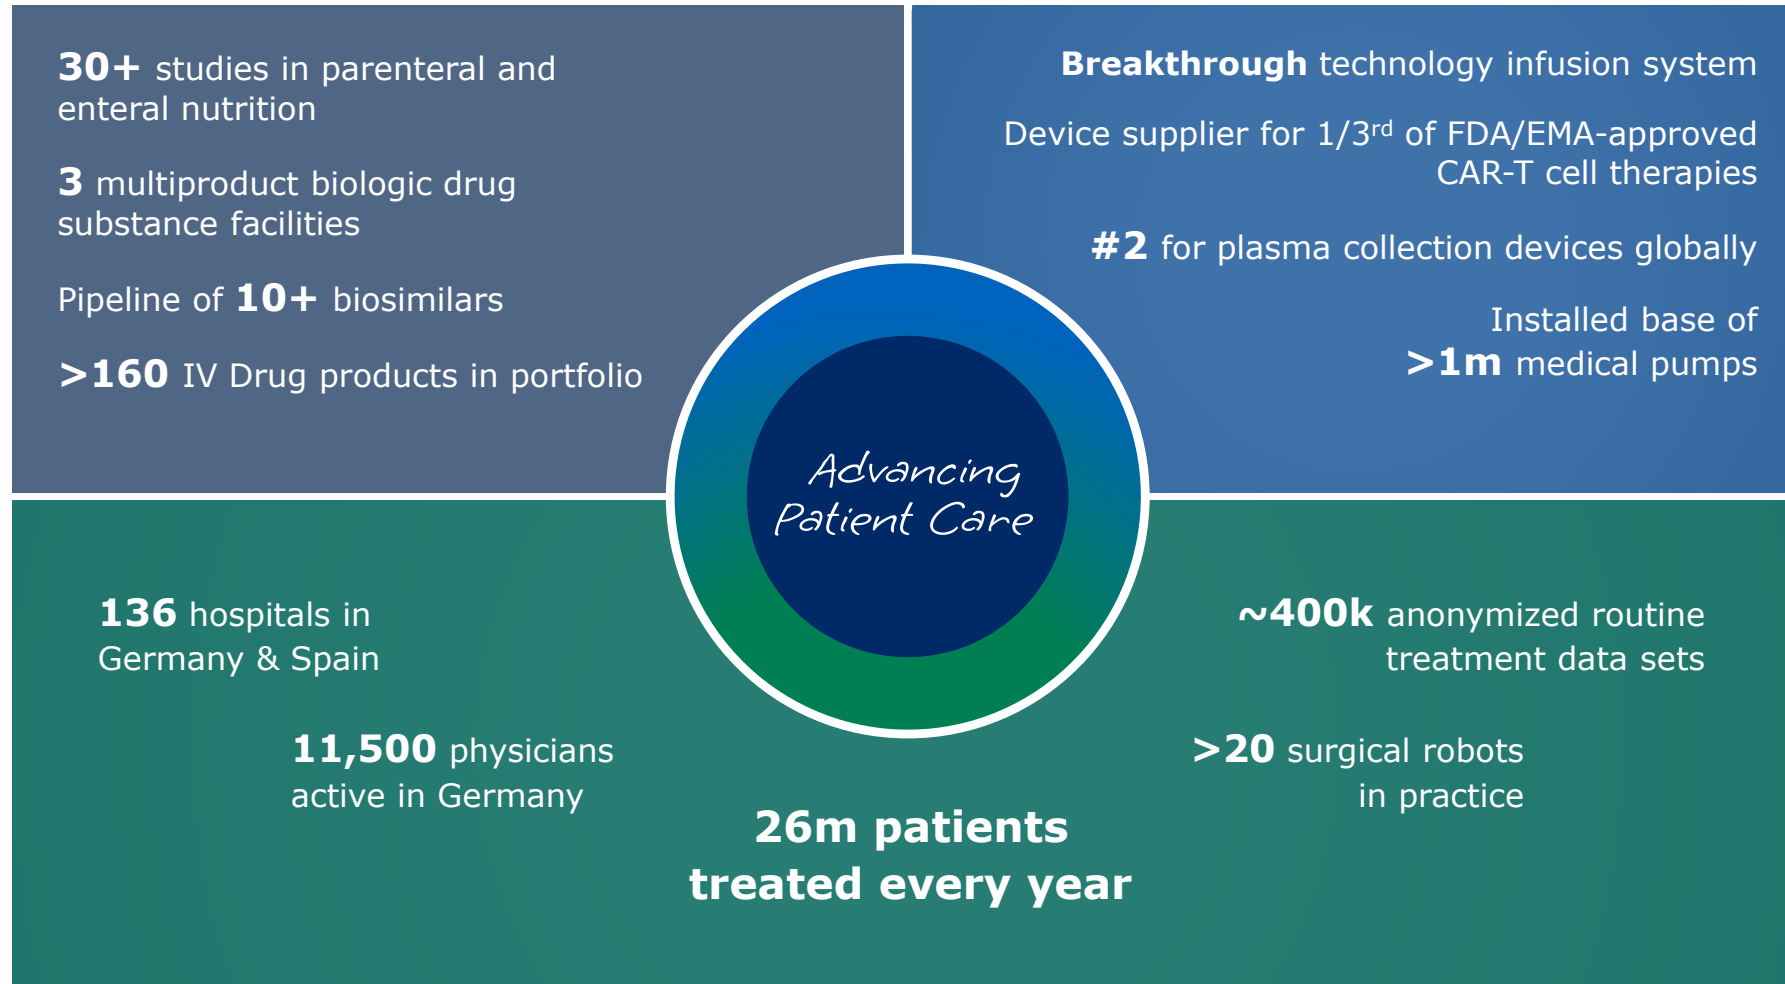 30+ studies in parenteral and
enteral nutrition
3 multiproduct biologic drug
substance facilities
Pipeline of 10+ biosimilars
>160 IV Drug products in portfolio
Breakthrough technology infusion system
Device supplier for 1/3rd of FDA/EMA-approved
CAR-T cell therapies
#2 for plasma collection devices globally
Installed base of
>1m medical pumps
Advancing
Patient Care
136 hospitals in
Germany & Spain
11,500 physicians
active in Germany
26m patients
treated every year
~400k anonymized routine
treatment data sets
>20 surgical robots
in practice